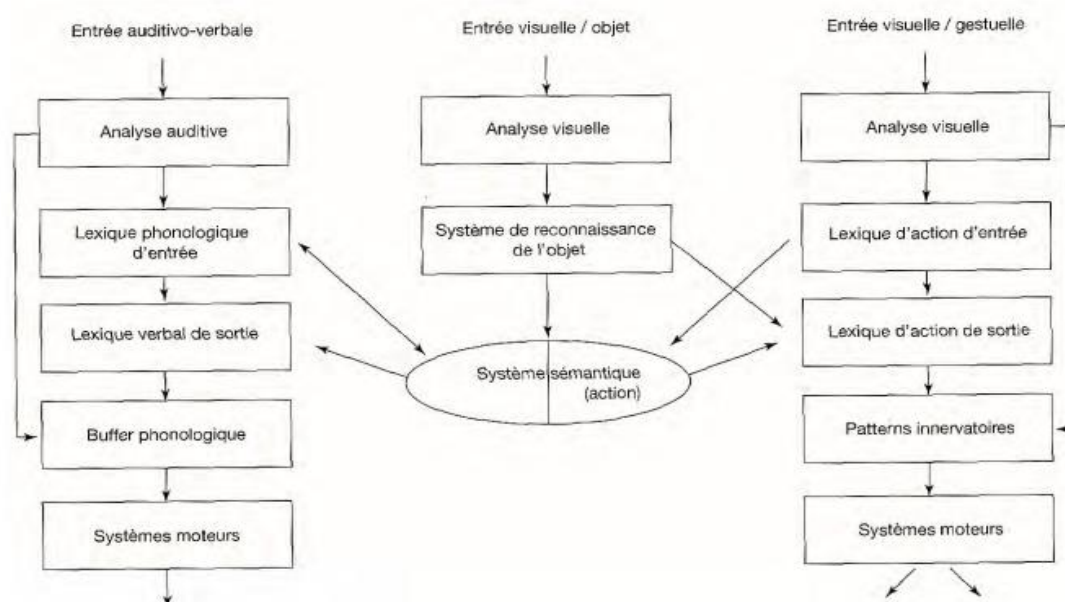 Entrée auditivo-verbale
Analyse auditive
Lexique phonologique
d'entrée
Lexique verbal de sortie
Buffer phonologique
Systèmes moteurs
Entrée visuelle / objet
Analyse visuelle
Système de reconnaissance
de l'objet
Système sémantique
(action)
Entrée visuelle / gestuelle
Analyse visuelle
Lexique d'action d'entrée
Lexique d'action de sortie
Patterns innervatoires
Systèmes moteurs